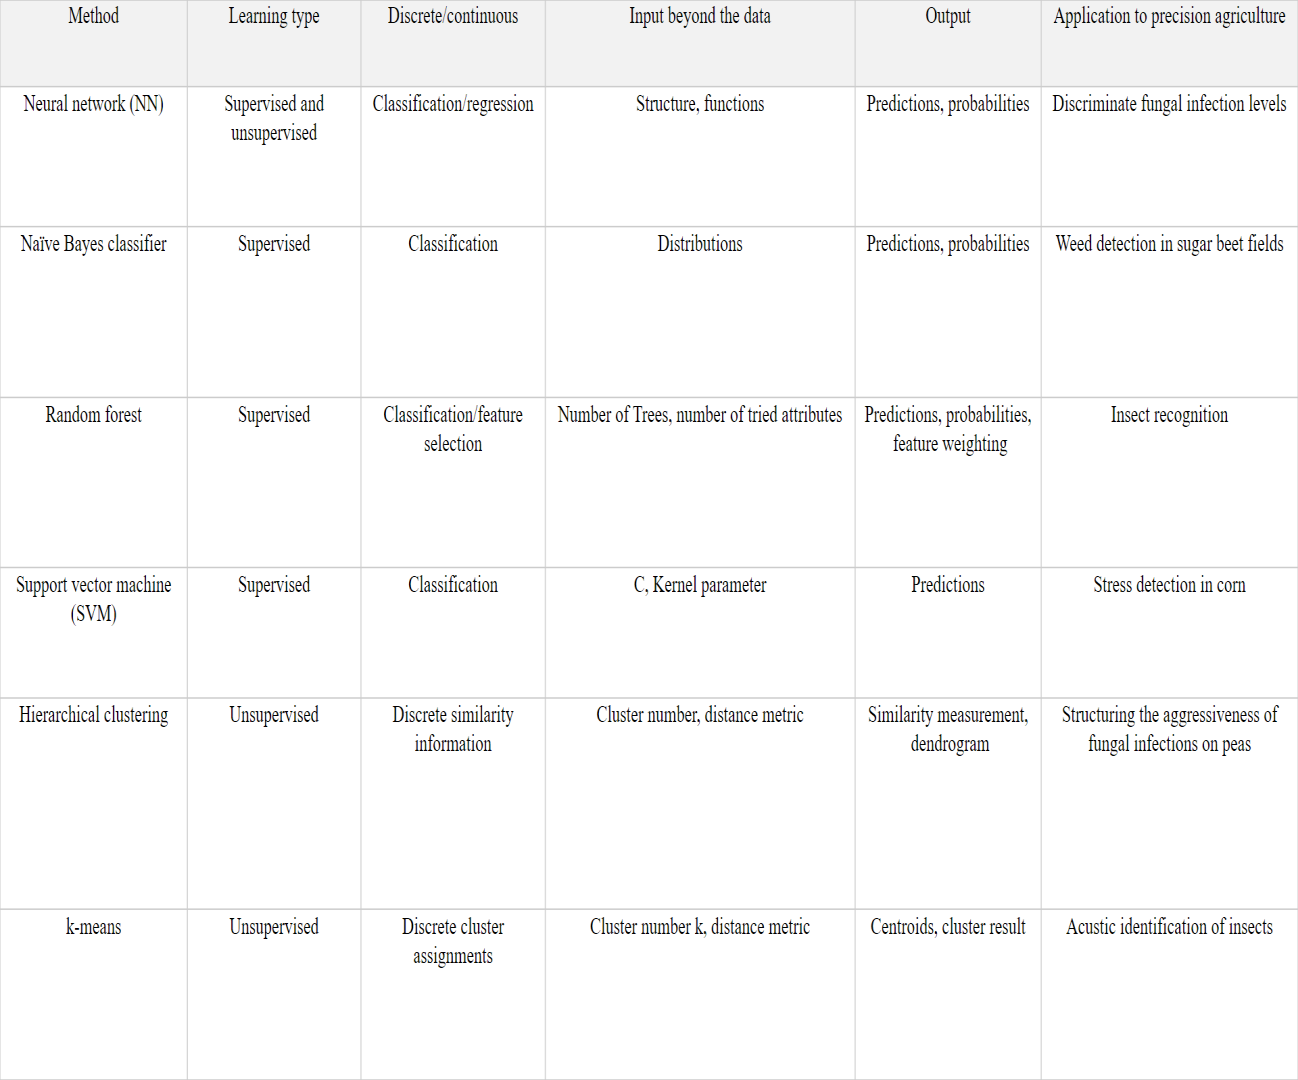 Method Learning type Discrete/continuous Input beyond the data Output Application to precision agriculture
Neural network (NN) Supervised and unsupervised Classification/regression Structure, functions Predictions, probabilities Discriminate fungal infection levels
Naïve Bayes classifier Supervised Classification Distributions Predictions, probabilities Weed detection in sugar beet fields
Random forest Supervised Classification/feature selection Number of Trees, number of tried attributes Predictions, probabilities, feature weighting Insect recognition
Support vector machine (SVM) Supervised Classification C, Kernel parameter Predictions Stress detection in corn
Hierarchical clustering Unsupervised Discrete similarity information Cluster number, distance metric Similarity measurement, dendrogram Structuring the aggressiveness of fungal infections on peas
k-means Unsupervised Discrete cluster assignments Cluster number k, distance metric Centroids, cluster result Acustic identification of insects